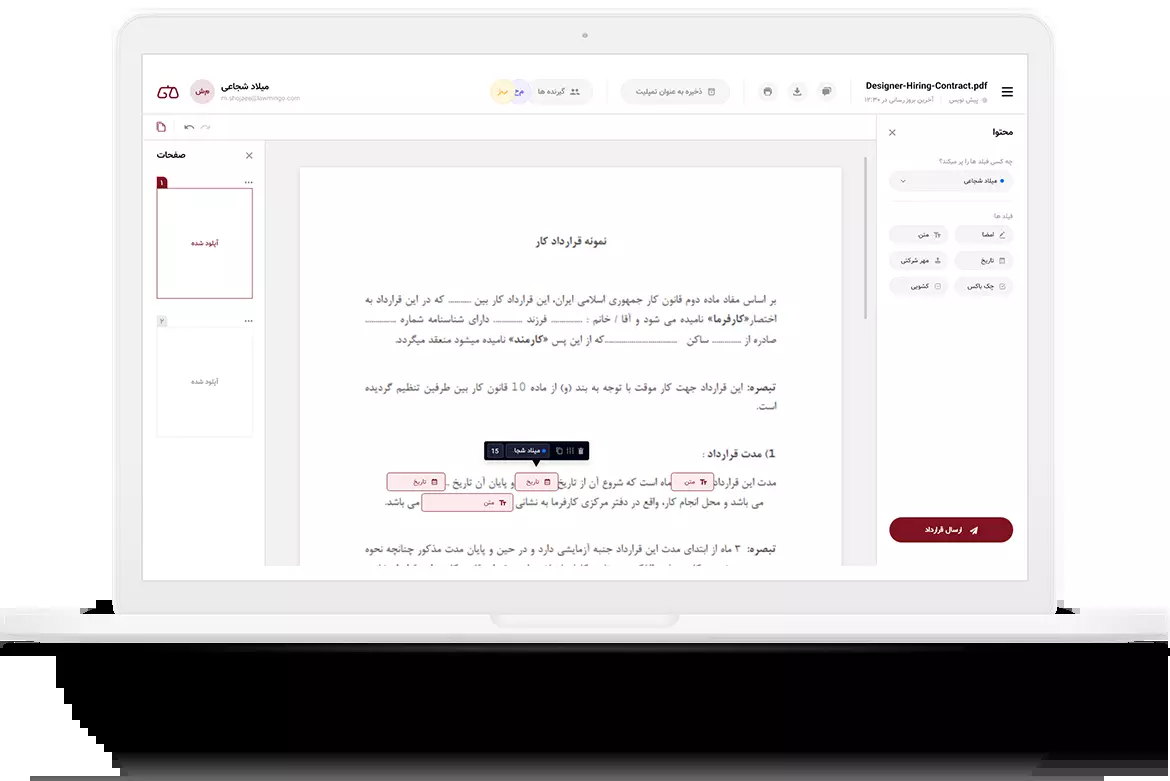 Designer-Hiring-Contract.pdf
پیش نویس | آخرین بروزرسانی در ۱۲:۳۰
ذخیره به عنوان تمپلیت
گیرنده ها
م‌ح
میلاد شجاعی
m.shojaee@lawmingo.com
م‌ش
محتوا
چه کسی فیلد ها را پر میکند؟
میلاد شجاعی
فیلد ها
امضا
متن
تاریخ
مهر شرکتی
چک باکس
کشویی
ارسال قرارداد
صفحات
۱
آپلود شده
۲
آپلود شده
نمونه قرارداد کار
بر اساس مفاد ماده دوم قانون کار جمهوری اسلامی ایران، این قرارداد کار بین .......... که در این قرارداد به
اختصار«کارفرما» نامیده می شود و آقا / خانم : .............. فرزند ............. دارای شناسنامه شماره ..............
صادره از ............. ساکن ................................که از این پس «کارمند» نامیده میشود منعقد میگردد.
تبصره: این قرارداد جهت کار موقت با توجه به بند (و) از ماده 10 قانون کار بین طرفین تنظیم گردیده
است.
15 میلاد شجا
1) مدت قرارداد :
مدت این قرارداد متن ماه است که شروع آن از تاریخ تاریخ و پایان آن تاریخ . تاریخ
می باشد و محل انجام کار، واقع در دفتر مرکزی کارفرما به نشانی متن می باشد.
تبصره: ۳ ماه از ابتدای مدت این قرارداد جنبه آزمایشی دارد و در حین و پایان مدت مذکور چنانچه نحوه